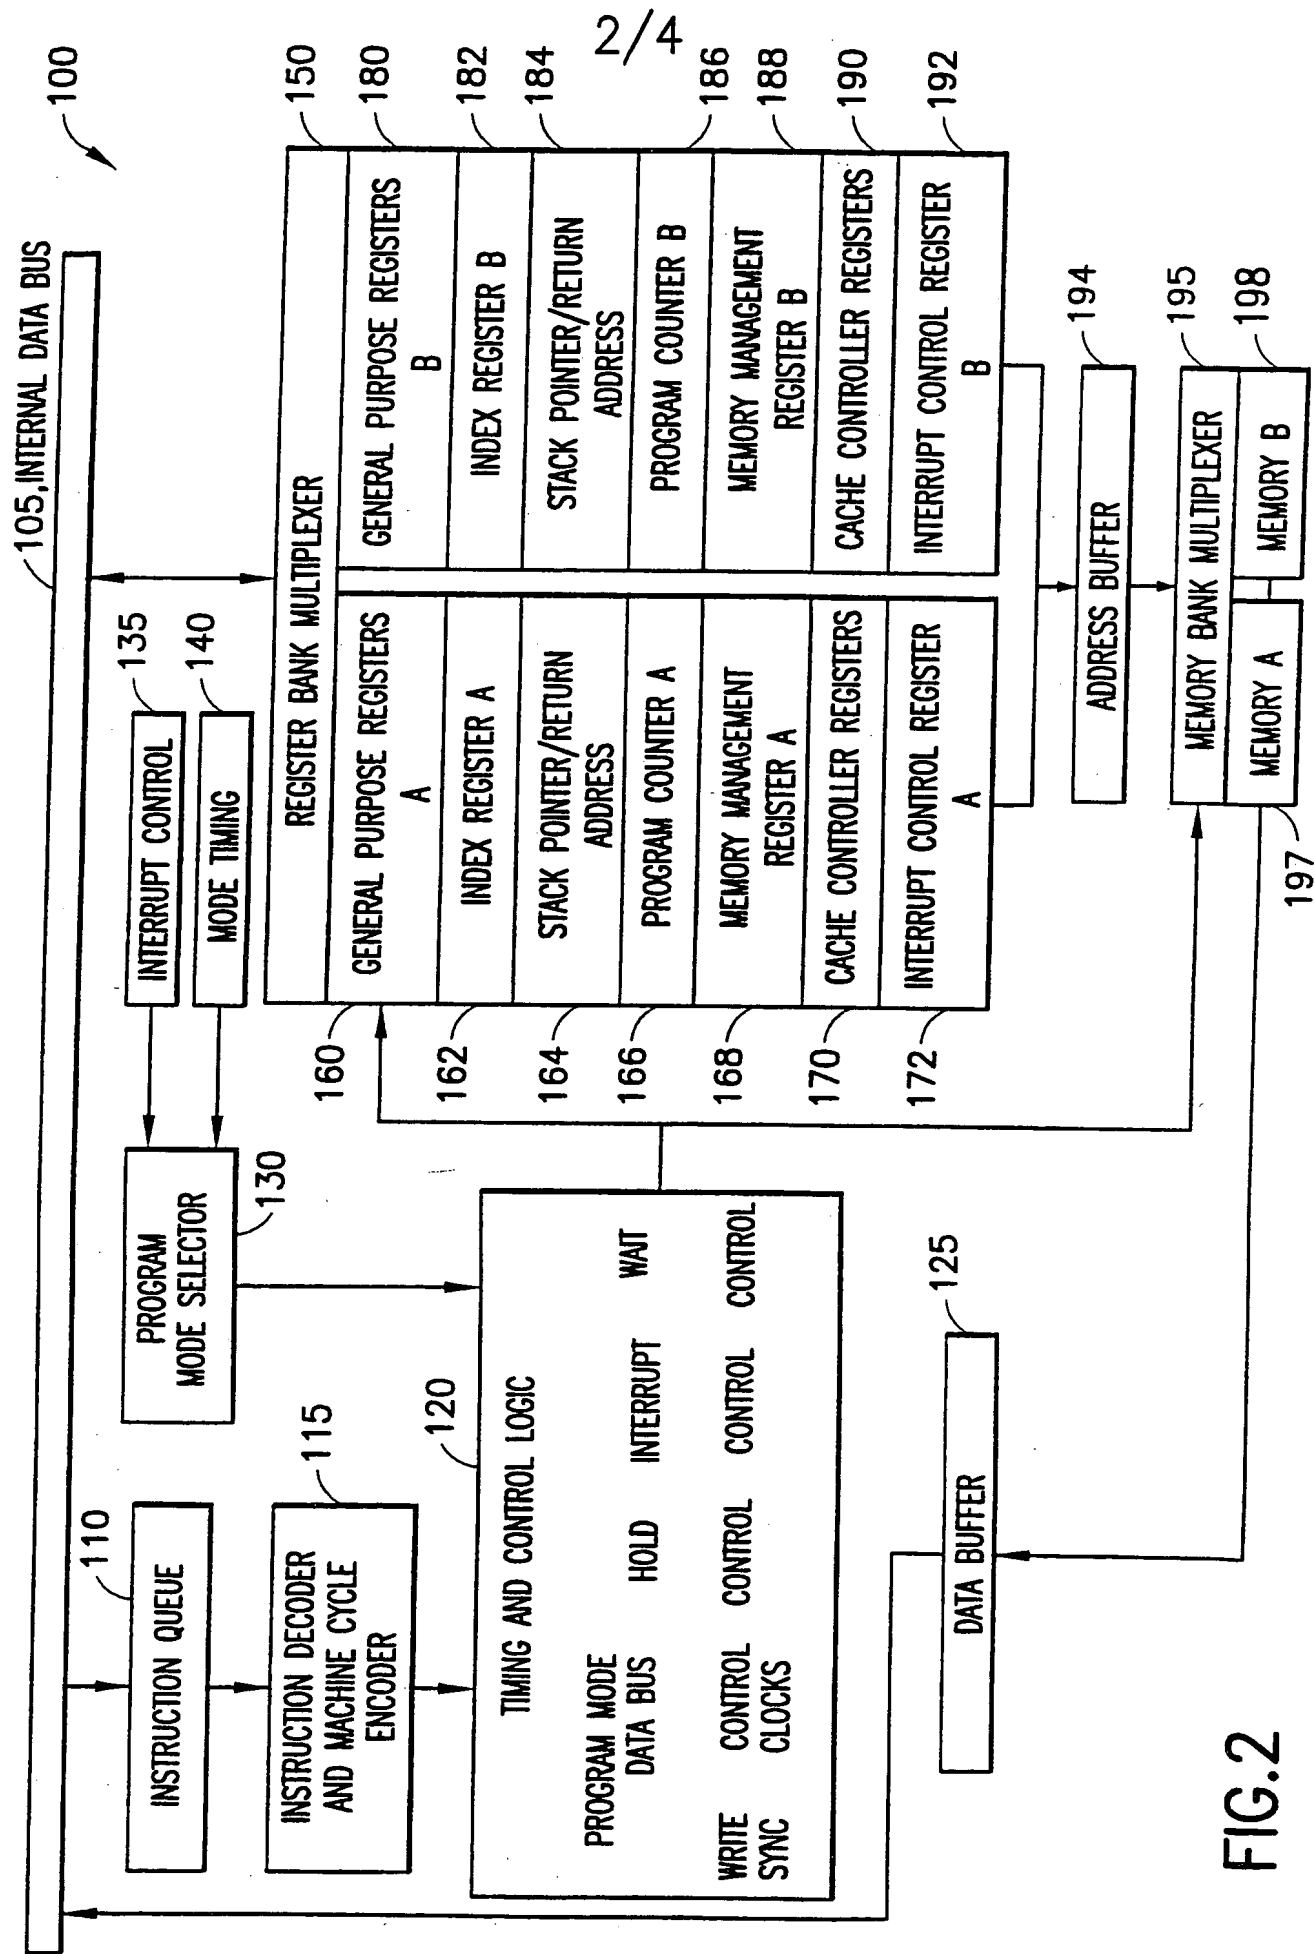 2/4
100
105,INTERNAL DATA BUS
110
INSTRUCTION QUEUE
115
INSTRUCTION DECODER
AND MACHINE CYCLE
ENCODER
PROGRAM
MODE SELECTOR
130
INTERRUPT CONTROL
135
MODE TIMING
140
120
TIMING AND CONTROL LOGIC
PROGRAM MODE
DATA BUS
HOLD
INTERRUPT
WAIT
WRITE
SYNC
CONTROL
CLOCKS
CONTROL
CONTROL
CONTROL
125
DATA BUFFER
REGISTER BANK MULTIPLEXER
150
160
GENERAL PURPOSE REGISTERS
A
GENERAL PURPOSE REGISTERS
B
180
162
INDEX REGISTER A
INDEX REGISTER B
182
164
STACK POINTER/RETURN
ADDRESS
STACK POINTER/RETURN
ADDRESS
184
166
PROGRAM COUNTER A
PROGRAM COUNTER B
186
168
MEMORY MANAGEMENT
REGISTER A
MEMORY MANAGEMENT
REGISTER B
188
170
CACHE CONTROLLER REGISTERS
CACHE CONTROLLER REGISTERS
190
172
INTERRUPT CONTROL REGISTER
A
INTERRUPT CONTROL REGISTER
B
192
ADDRESS BUFFER
194
MEMORY BANK MULTIPLEXER
195
197
MEMORY A
MEMORY B
198
FIG.2